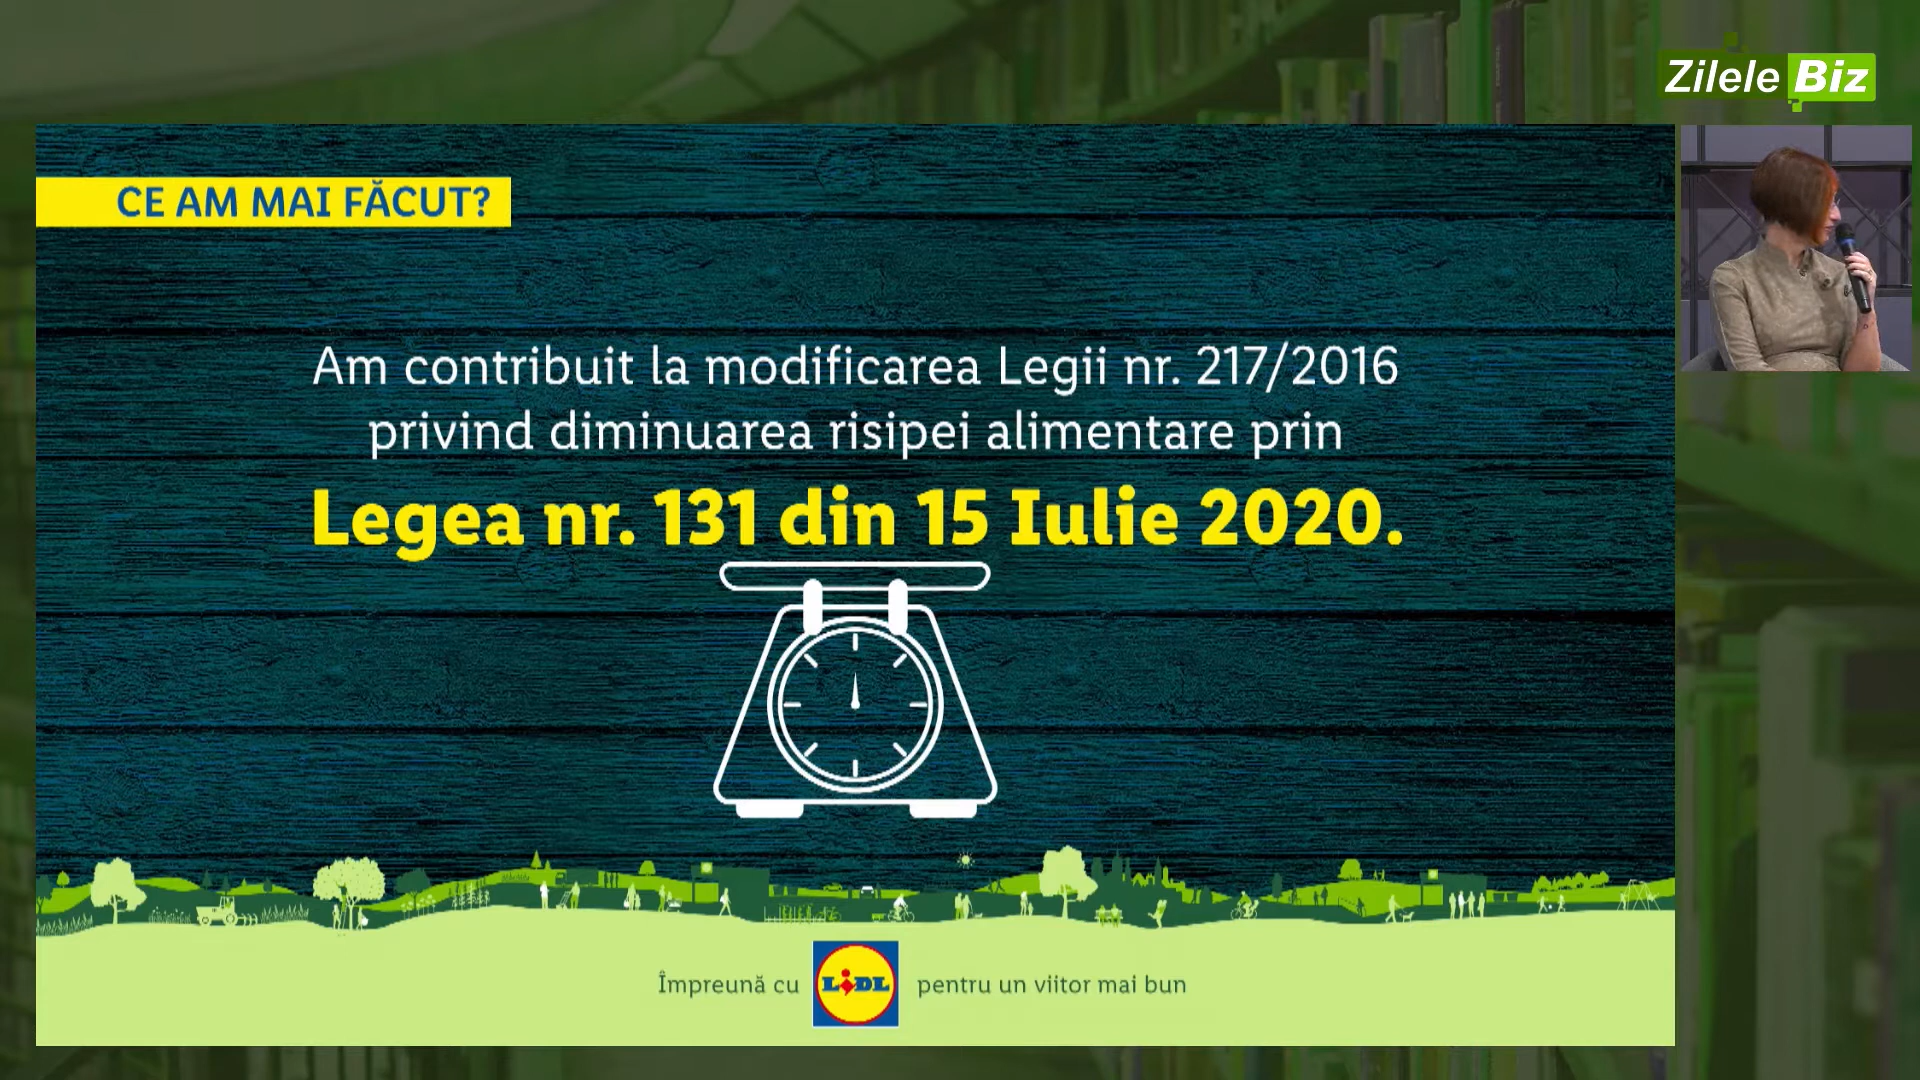 Zilele Biz
CE AM MAI FĂCUT?
Am contribuit la modificarea Legii nr. 217/2016
privind diminuarea risipei alimentare prin
Legea nr. 131 din 15 Iulie 2020.
Împreună cu LIDL pentru un viitor mai bun